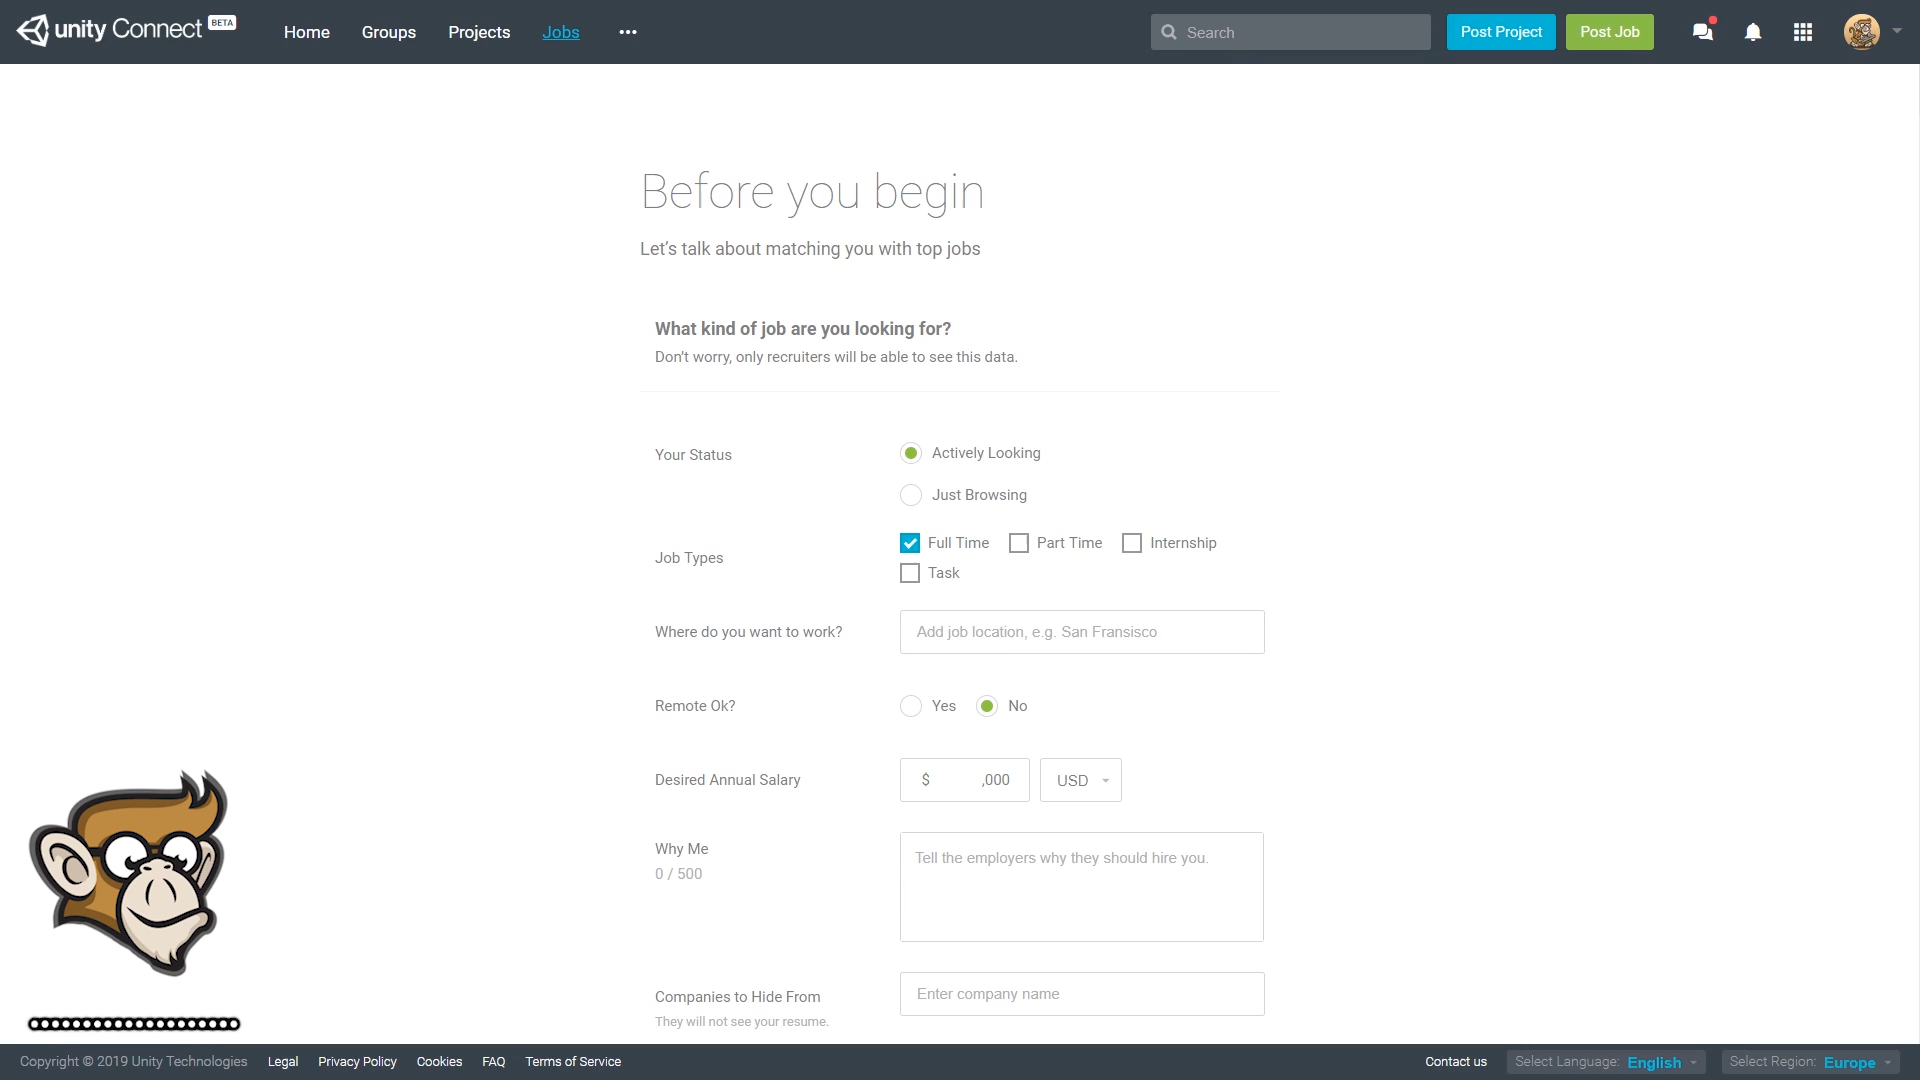 unity Connect BETA
Home Groups Projects Jobs
Search
Post Project Post Job
Before you begin
Let’s talk about matching you with top jobs
What kind of job are you looking for?
Don’t worry, only recruiters will be able to see this data.
Your Status
Actively Looking
Just Browsing
Job Types
Full Time Part Time Internship
Task
Where do you want to work?
Add job location, e.g. San Fransisco
Remote Ok?
Yes No
Desired Annual Salary
$ ,000 USD
Why Me
0 / 500
Tell the employers why they should hire you.
Companies to Hide From
They will not see your resume.
Enter company name
Copyright © 2019 Unity Technologies Legal Privacy Policy Cookies FAQ Terms of Service Contact us Select Language: English Select Region: Europe